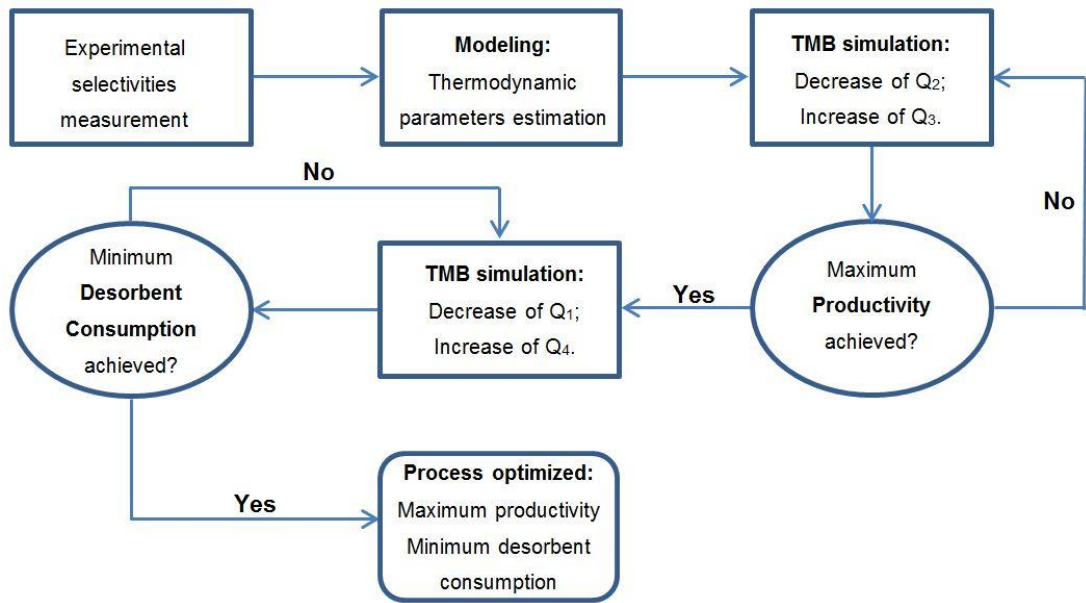 Experimental
selectivities
measurement
Modeling:
Thermodynamic
parameters estimation
TMB simulation:
Decrease of Q₂;
Increase of Q₃.
No
Maximum
Productivity
achieved?
Yes
TMB simulation:
Decrease of Q₁;
Increase of Q₄.
No
Minimum
Desorbent
Consumption
achieved?
Yes
Process optimized:
Maximum productivity
Minimum desorbent
consumption